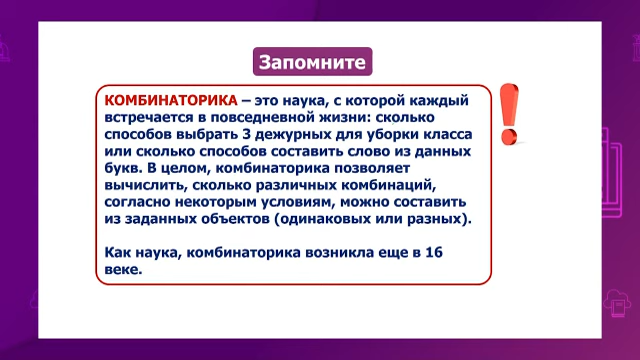 Запомните
КОМБИНАТОРИКА – это наука, с которой каждый
встречается в повседневной жизни: сколько
способов выбрать 3 дежурных для уборки класса
или сколько способов составить слово из данных
букв. В целом, комбинаторика позволяет
вычислить, сколько различных комбинаций,
согласно некоторым условиям, можно составить
из заданных объектов (одинаковых или разных).
Как наука, комбинаторика возникла еще в 16
веке.